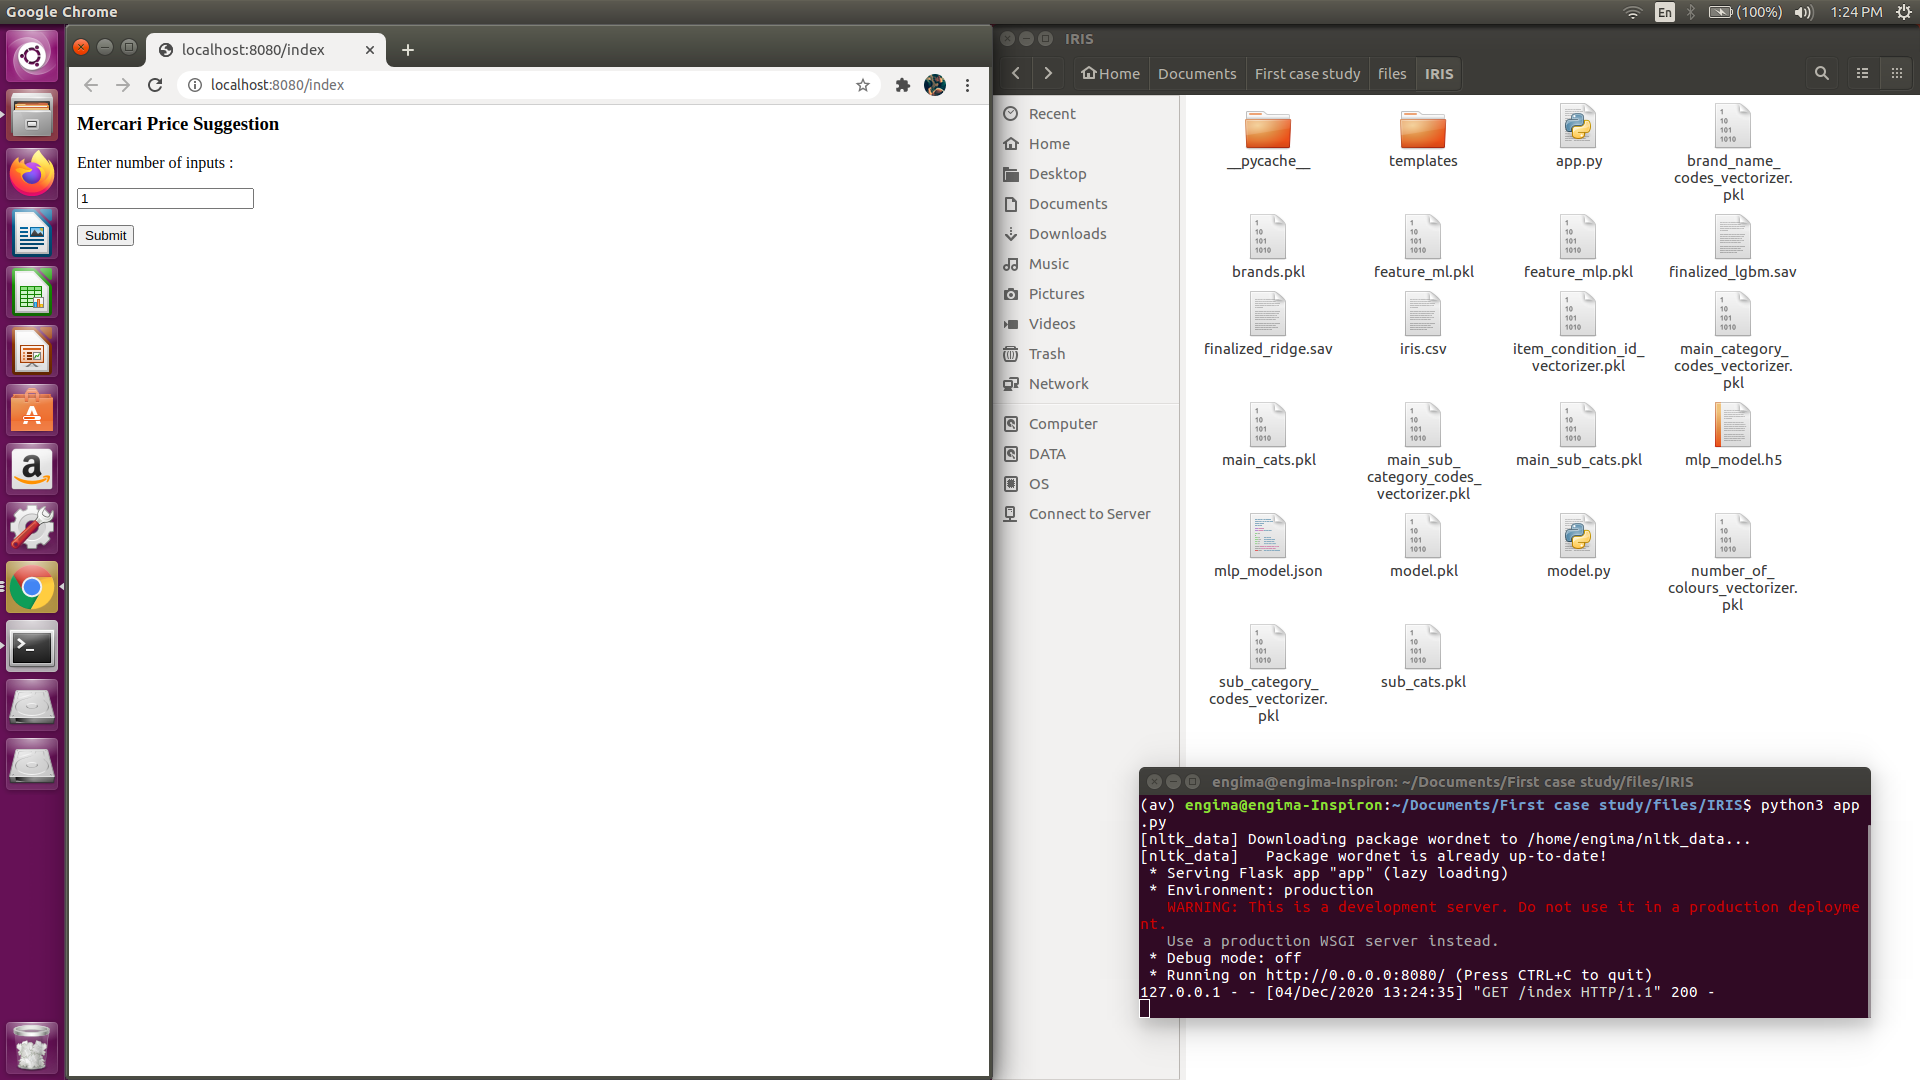 Google Chrome
En
(100%)
1:24 PM
localhost:8080/index
localhost:8080/index
Mercari Price Suggestion
Enter number of inputs :
1
Submit
IRIS
Home
Documents
First case study
files
IRIS
Recent
Home
Desktop
Documents
Downloads
Music
Pictures
Videos
Trash
Network
Computer
DATA
OS
Connect to Server
__pycache__
templates
app.py
brand_name_
codes_vectorizer.
pkl
brands.pkl
feature_ml.pkl
feature_mlp.pkl
finalized_lgbm.sav
finalized_ridge.sav
iris.csv
item_condition_id_
vectorizer.pkl
main_category_
codes_vectorizer.
pkl
main_cats.pkl
main_sub_
category_codes_
vectorizer.pkl
main_sub_cats.pkl
mlp_model.h5
mlp_model.json
model.pkl
model.py
number_of_
colours_vectorizer.
pkl
sub_category_
codes_vectorizer.
pkl
sub_cats.pkl
engima@engima-Inspiron: ~/Documents/First case study/files/IRIS
(av) engima@engima-Inspiron:~/Documents/First case study/files/IRIS$ python3 app
.py
[nltk_data] Downloading package wordnet to /home/engima/nltk_data...
[nltk_data]   Package wordnet is already up-to-date!
 * Serving Flask app "app" (lazy loading)
 * Environment: production
   WARNING: This is a development server. Do not use it in a production deployme
nt.
   Use a production WSGI server instead.
 * Debug mode: off
 * Running on http://0.0.0.0:8080/ (Press CTRL+C to quit)
127.0.0.1 - - [04/Dec/2020 13:24:35] "GET /index HTTP/1.1" 200 -